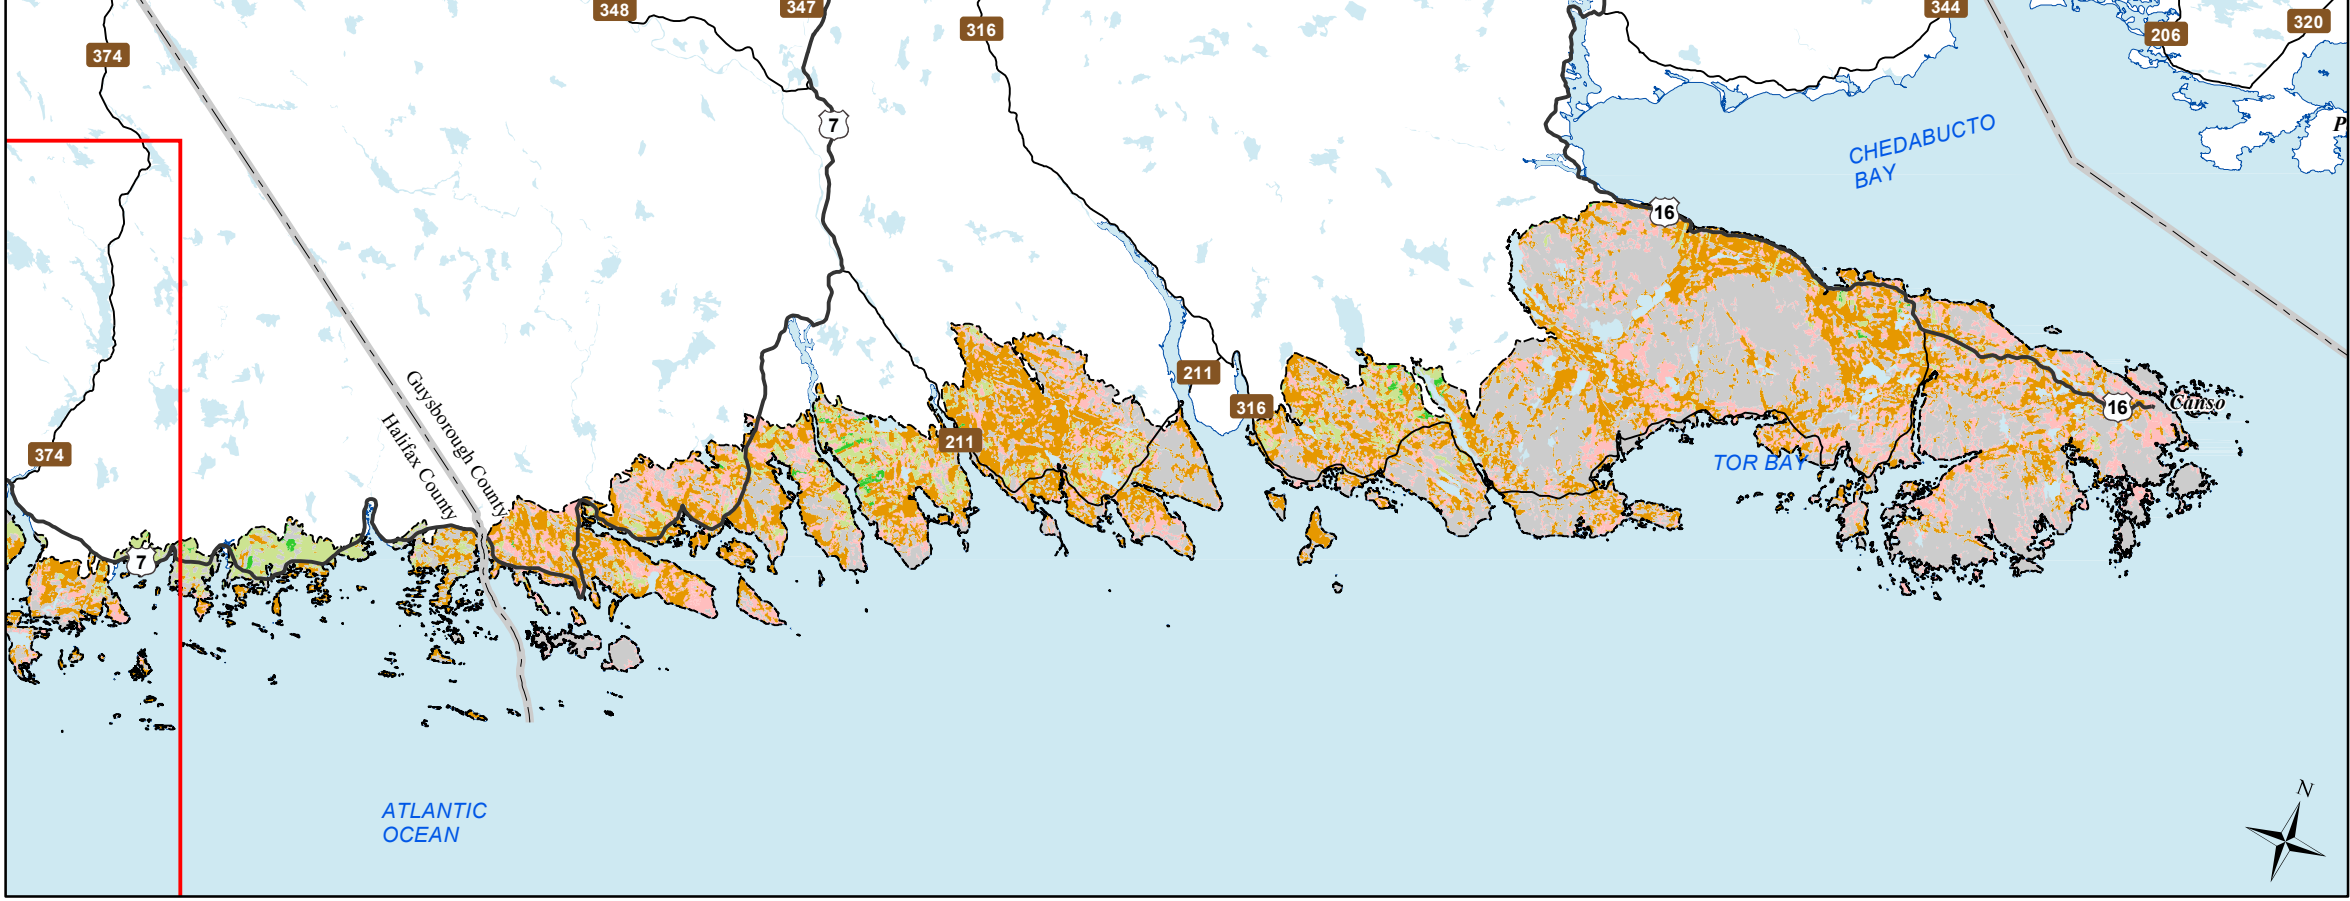 348
347
316
344
320
206
374
7
CHEDABUCTO
BAY
P
16
Guysborough County
Halifax County
211
316
16
Canso
211
374
TOR BAY
7
N
ATLANTIC
OCEAN